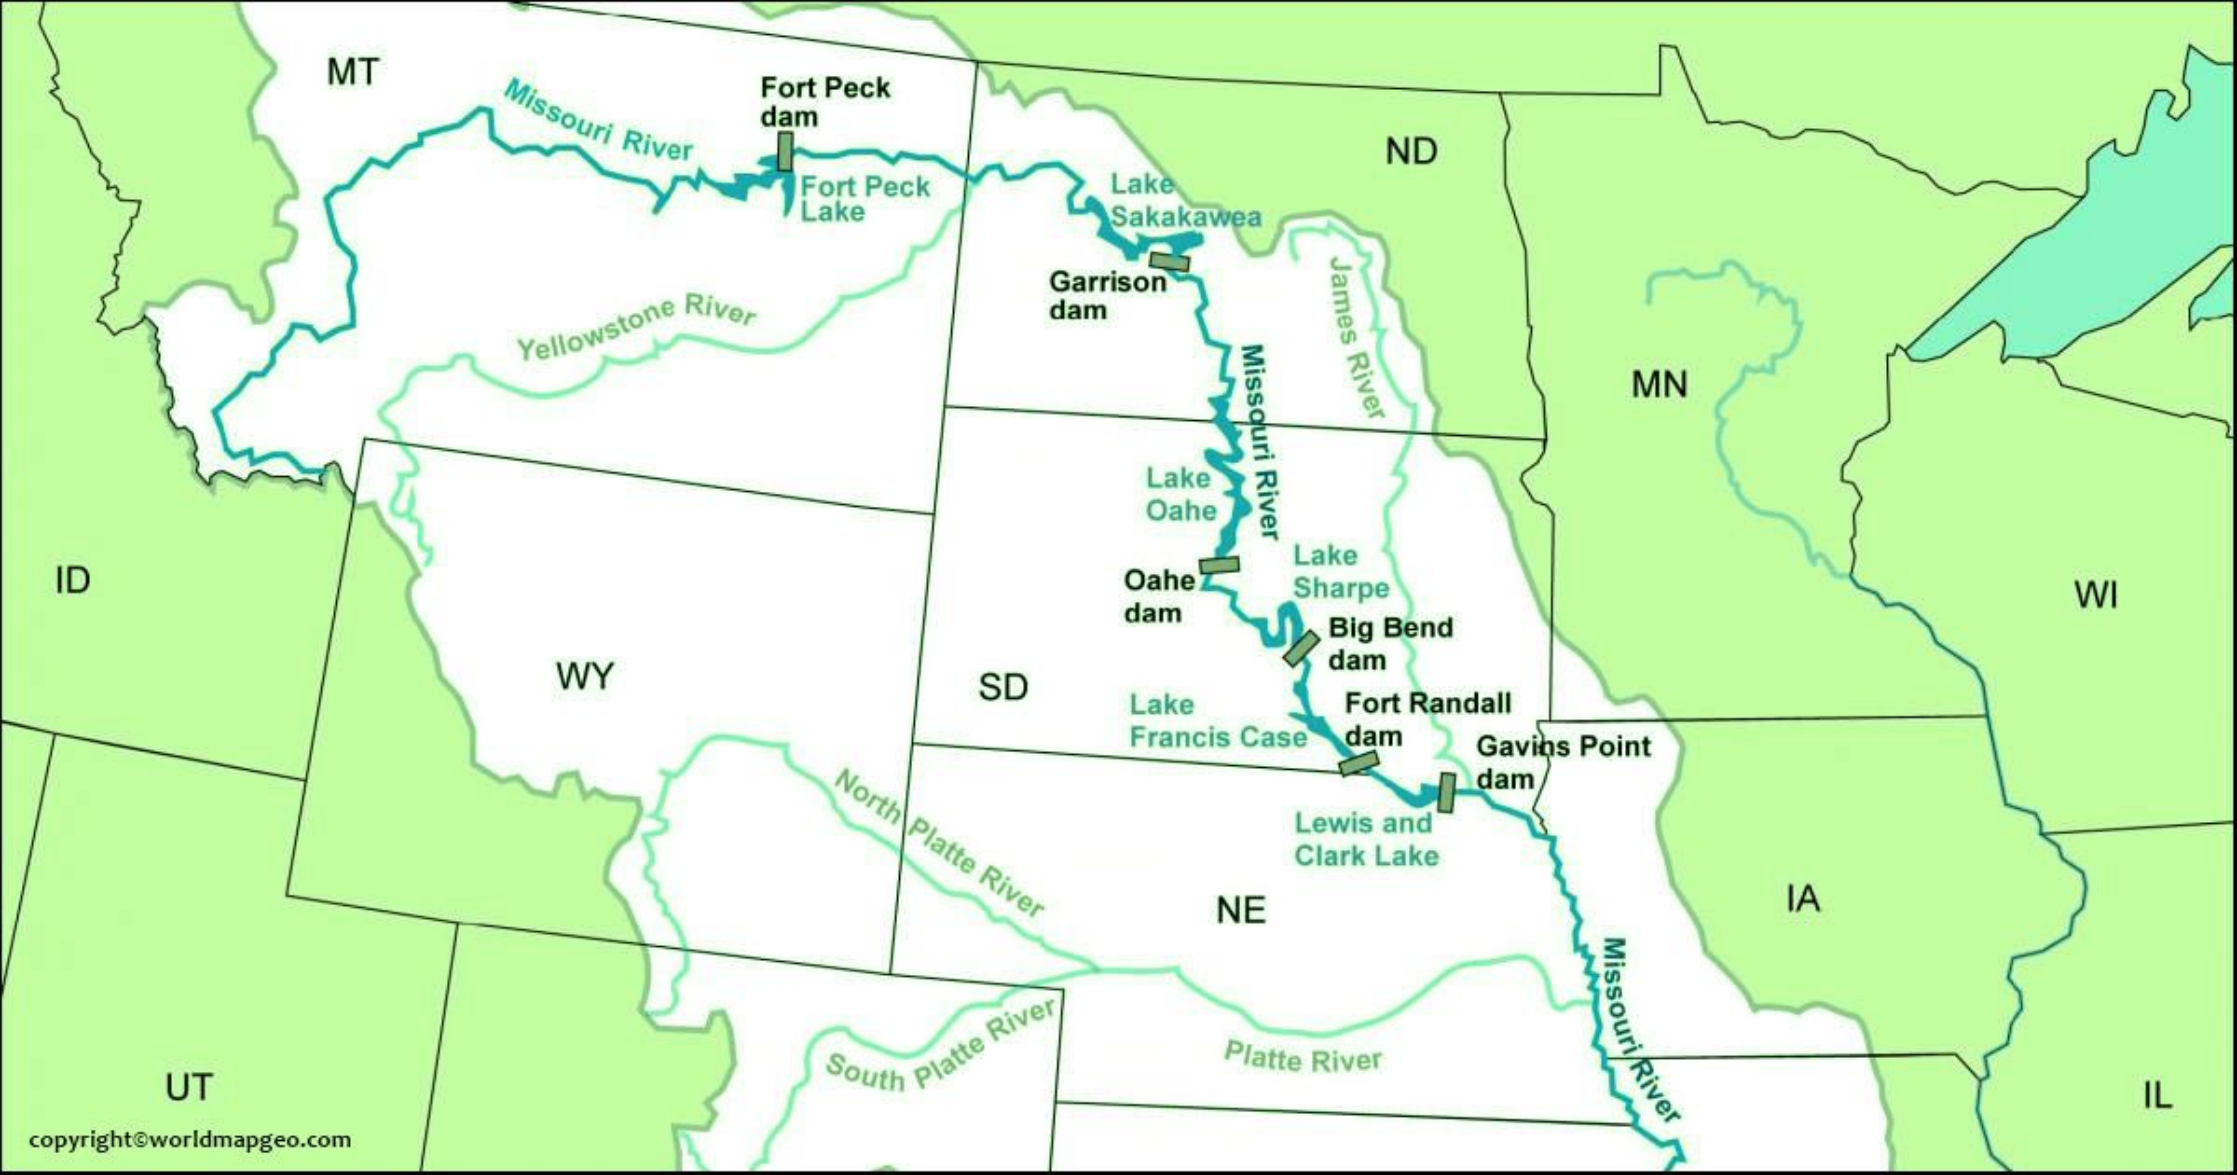 MT
Missouri River
Fort Peck
dam
Fort Peck
Lake
ND
Lake
Sakakawea
Garrison
dam
James River
Yellowstone River
Missouri River
MN
Lake
Oahe
Oahe
dam
Lake
Sharpe
Big Bend
dam
ID
WI
WY
SD
Lake
Francis Case
Fort Randall
dam
Gavins Point
dam
North Platte River
Lewis and
Clark Lake
NE
IA
Missouri River
South Platte River
Platte River
UT
IL
copyright©worldmapgeo.com